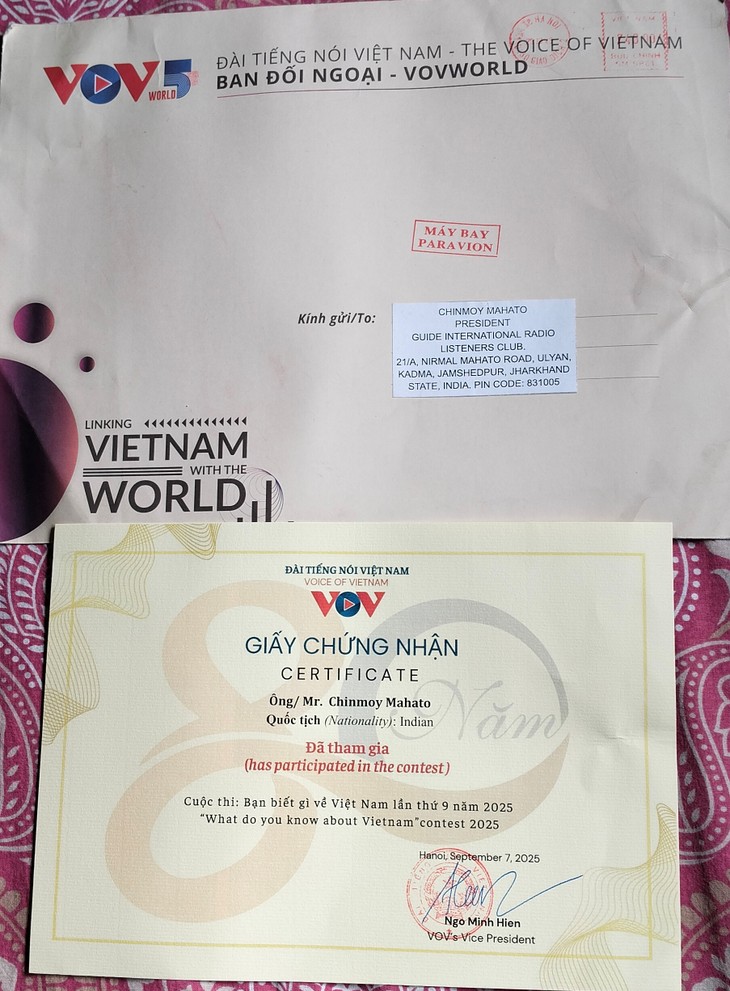 VOV5
WORLD
ĐÀI TIẾNG NÓI VIỆT NAM - THE VOICE OF VIETNAM
BAN ĐỐI NGOẠI - VOVWORLD
MÁY BAY
PARAVION
Kính gửi/To:
CHINMOY MAHATO
PRESIDENT
GUIDE INTERNATIONAL RADIO
LISTENERS CLUB.
21/A, NIRMAL MAHATO ROAD, ULYAN,
KADMA, JAMSHEDPUR, JHARKHAND
STATE, INDIA. PIN CODE: 831005
LINKING
VIETNAM
WITH THE
WORLD
ĐÀI TIẾNG NÓI VIỆT NAM
VOICE OF VIETNAM
VOV
GIẤY CHỨNG NHẬN
CERTIFICATE
80 Năm
Ông/ Mr. Chinmoy Mahato
Quốc tịch (Nationality): Indian
Đã tham gia
(has participated in the contest)
Cuộc thi: Bạn biết gì về Việt Nam lần thứ 9 năm 2025
“What do you know about Vietnam”contest 2025
Hanoi, September 7, 2025
Ngo Minh Hien
VOV's Vice President